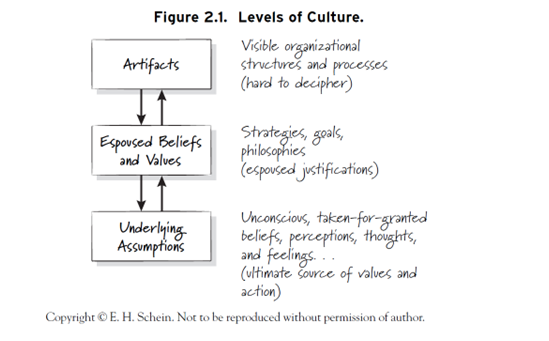 Figure 2.1. Levels of Culture.
Artifacts
Visible organizational
structures and processes
(hard to decipher)
Espoused Beliefs
and Values
Strategies, goals,
philosophies
(espoused justifications)
Underlying
Assumptions
Unconscious, taken-for-granted
beliefs, perceptions, thoughts,
and feelings. . .
(ultimate source of values and
action)
Copyright © E. H. Schein. Not to be reproduced without permission of author.